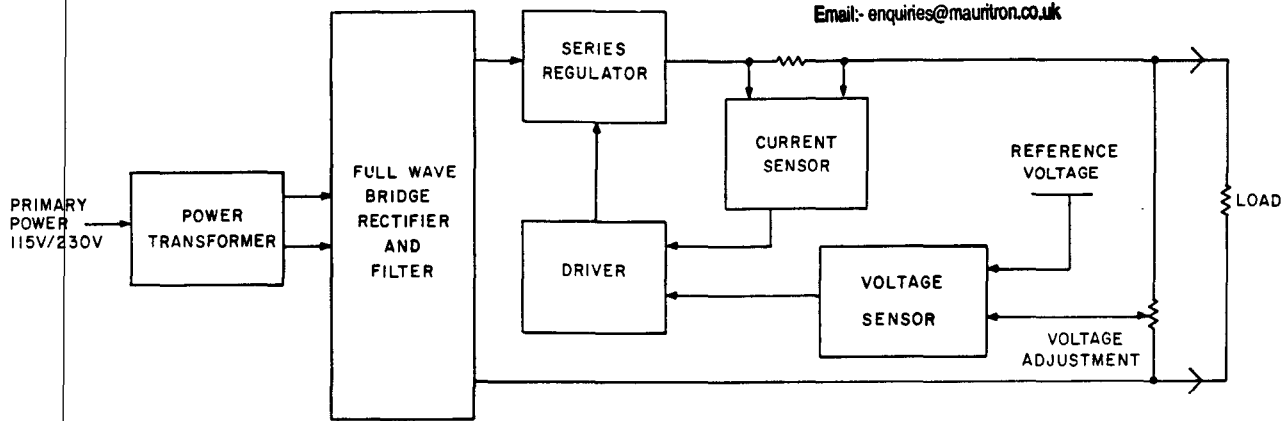 Email:- enquiries@mauritron.co.uk
SERIES
REGULATOR
CURRENT
SENSOR
REFERENCE
VOLTAGE
FULL WAVE
BRIDGE
RECTIFIER
AND
FILTER
PRIMARY
POWER
115V/230V
POWER
TRANSFORMER
LOAD
DRIVER
VOLTAGE
SENSOR
VOLTAGE
ADJUSTMENT